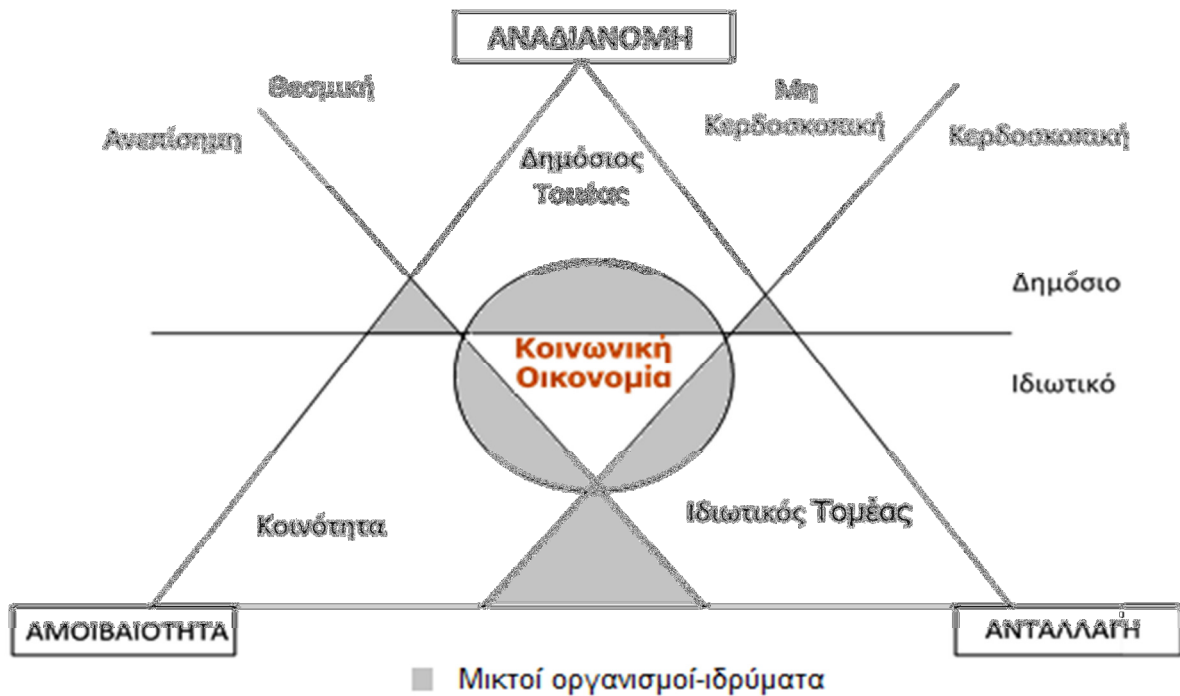 ΑΝΑΔΙΑΝΟΜΗ
Θεσμική
Μη
Κερδοσκοπική
Ανεπίσημη
Κερδοσκοπική
Δημόσιος
Τομέας
Δημόσιο
Κοινωνική
Οικονομία
Ιδιωτικό
Κοινότητα
Ιδιωτικός Τομέας
ΑΜΟΙΒΑΙΟΤΗΤΑ
ΑΝΤΑΛΛΑΓΗ
Μικτοί οργανισμοί-ιδρύματα